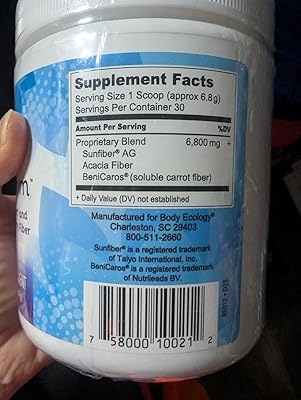 Supplement Facts
Serving Size 1 Scoop (approx 6.8g)
Servings Per Container 30
Amount Per Serving %DV
Proprietary Blend 6,800 mg +
Sunfiber® AG
Acacia Fiber
BeniCaros® (soluble carrot fiber)
+ Daily Value (DV) not established
Manufactured for Body Ecology®
Charleston, SC 29403
800-511-2660
Sunfiber® is a registered trademark
of Taiyo International, Inc.
BeniCaros® is a registered trademark
of Nutrileads BV.
7 58000 10021 2
and
Fiber